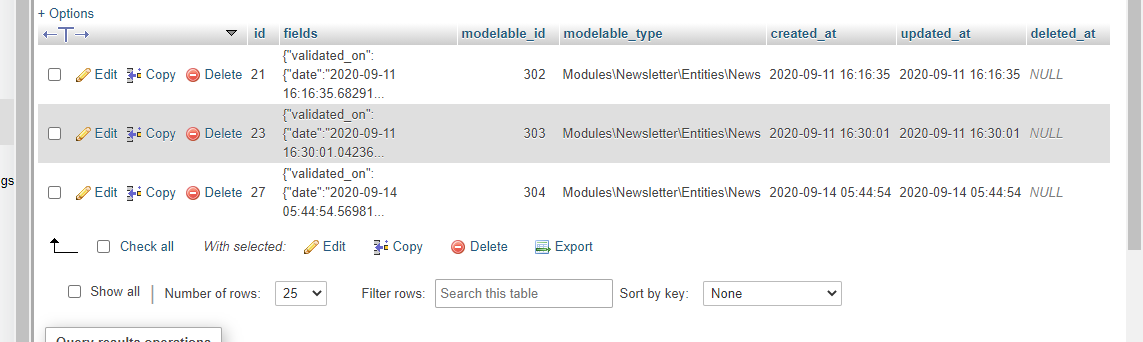 + Options
←T→ id fields modelable_id modelable_type created_at updated_at deleted_at
{"validated_on":
Edit Copy Delete 21 {"date":"2020-09-11 302 Modules\Newsletter\Entities\News 2020-09-11 16:16:35 2020-09-11 16:16:35 NULL
16:16:35.68291...
{"validated_on":
Edit Copy Delete 23 {"date":"2020-09-11 303 Modules\Newsletter\Entities\News 2020-09-11 16:30:01 2020-09-11 16:30:01 NULL
16:30:01.04236...
{"validated_on":
gs
Edit Copy Delete 27 {"date":"2020-09-14 304 Modules\Newsletter\Entities\News 2020-09-14 05:44:54 2020-09-14 05:44:54 NULL
05:44:54.56981...
Check all With selected: Edit Copy Delete Export
Show all | Number of rows: 25 Filter rows: Search this table Sort by key: None
Query results operations